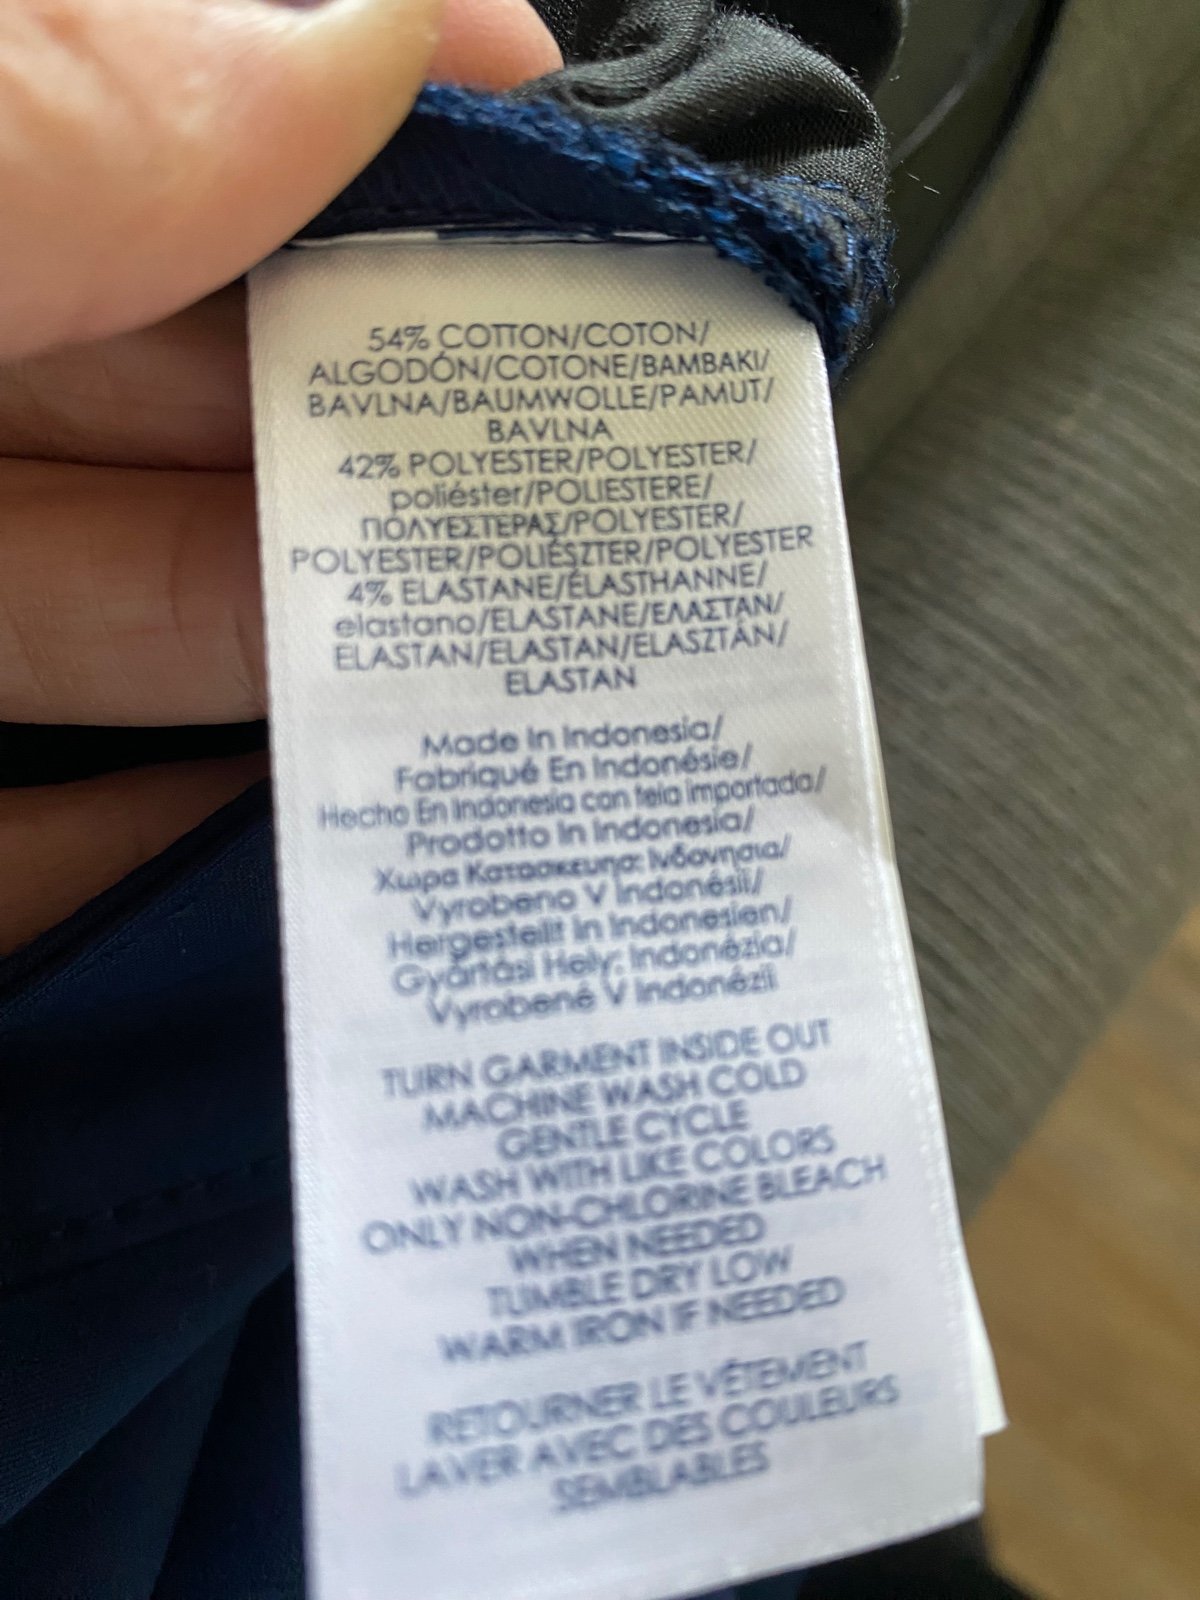 54% COTTON/COTON/
ALGODÓN/COTONE/BAMBAKI/
BAVLNA/BAUMWOLLE/PAMUT/
BAVLNA
42% POLYESTER/POLYESTER/
poliéster/POLIESTERE/
ΠΟΛΥΕΣΤΕΡΑΣ/POLYESTER/
POLYESTER/POLIÉSZTER/POLYESTER
4% ELASTANE/ÉLASTHANNE/
elastano/ELASTANE/ΕΛΑΣΤΑΝ/
ELASTAN/ELASTAN/ELASZTÁN/
ELASTAN
Made In Indonesia/
Fabriqué En Indonésie/
Hecho En Indonesia con tela importada/
Prodotto In Indonesia/
Χωρα Κατασκευης: Ινδονησια/
Vyrobeno V Indonésii/
Hergestellt In Indonesien/
Gyártási Hely: Indonézia/
Vyrobené V Indonézii
TURN GARMENT INSIDE OUT
MACHINE WASH COLD
GENTLE CYCLE
WASH WITH LIKE COLORS
ONLY NON-CHLORINE BLEACH
WHEN NEEDED
TUMBLE DRY LOW
WARM IRON IF NEEDED
RETOURNER LE VÊTEMENT
LAVER AVEC DES COULEURS
SEMBLABLES